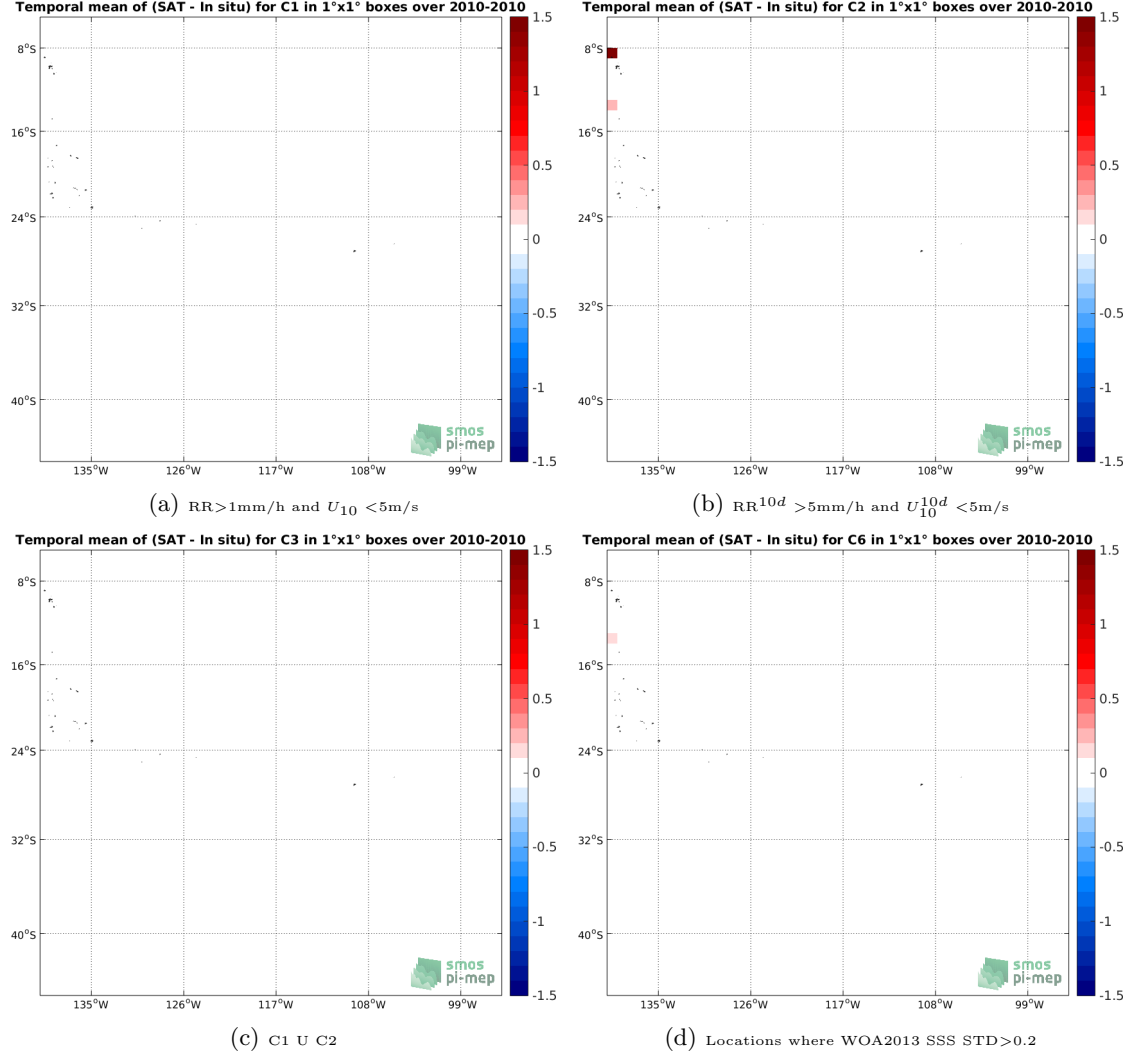 Temporal mean of (SAT - In situ) for C1 in 1°x1° boxes over 2010-2010
8°S
16°S
24°S
32°S
40°S
135°W
126°W
117°W
108°W
99°W
1.5
1
0.5
0
-0.5
-1
-1.5
smos
pi-mep
(a) RR>1mm/h and U10 <5m/s
Temporal mean of (SAT - In situ) for C2 in 1°x1° boxes over 2010-2010
8°S
16°S
24°S
32°S
40°S
135°W
126°W
117°W
108°W
99°W
1.5
1
0.5
0
-0.5
-1
-1.5
smos
pi-mep
(b) RR^10d >5mm/h and U10^10d <5m/s
Temporal mean of (SAT - In situ) for C3 in 1°x1° boxes over 2010-2010
8°S
16°S
24°S
32°S
40°S
135°W
126°W
117°W
108°W
99°W
1.5
1
0.5
0
-0.5
-1
-1.5
smos
pi-mep
(c) C1 U C2
Temporal mean of (SAT - In situ) for C6 in 1°x1° boxes over 2010-2010
8°S
16°S
24°S
32°S
40°S
135°W
126°W
117°W
108°W
99°W
1.5
1
0.5
0
-0.5
-1
-1.5
smos
pi-mep
(d) Locations where WOA2013 SSS STD>0.2